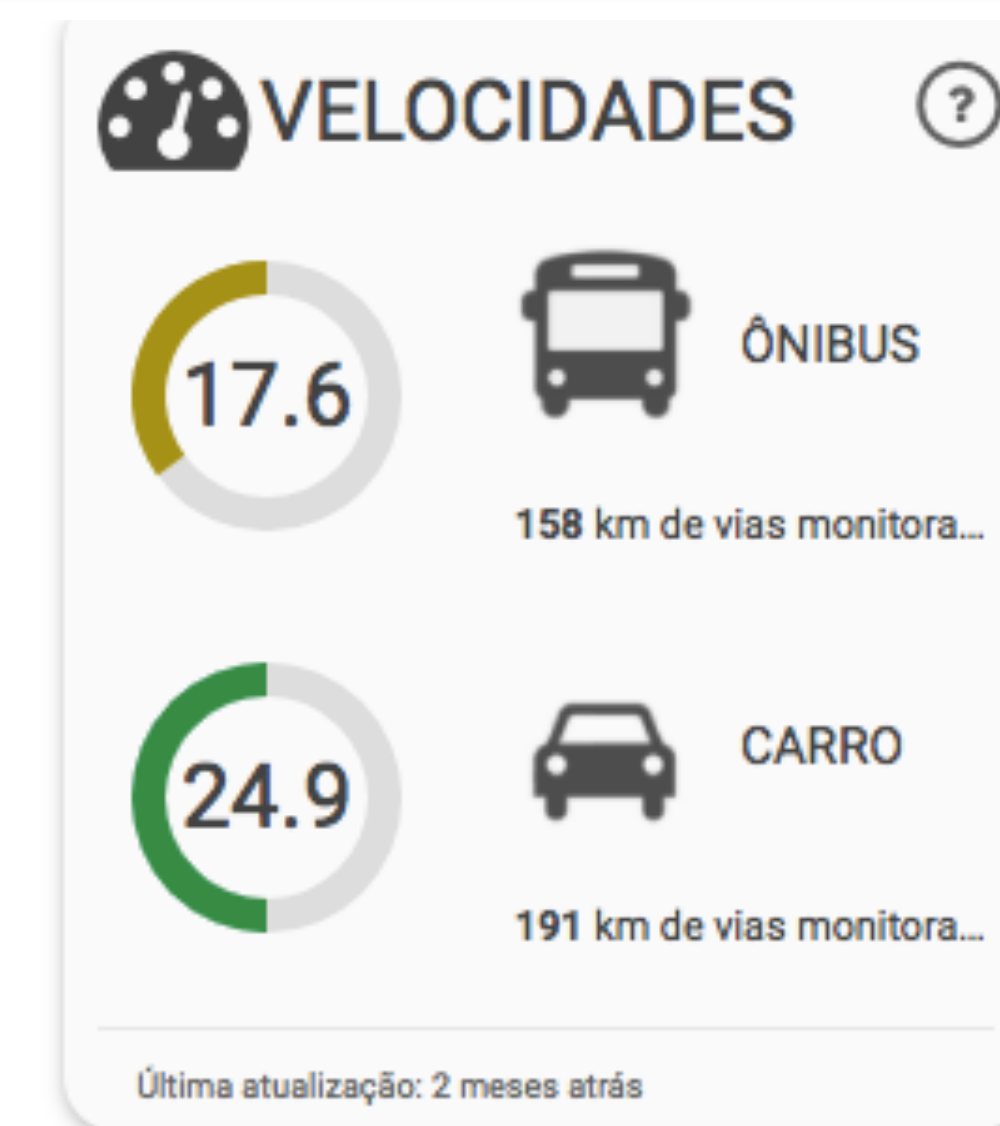 VELOCIDADES
?
17.6
ÔNIBUS
158 km de vias monitora...
24.9
CARRO
191 km de vias monitora...
Última atualização: 2 meses atrás